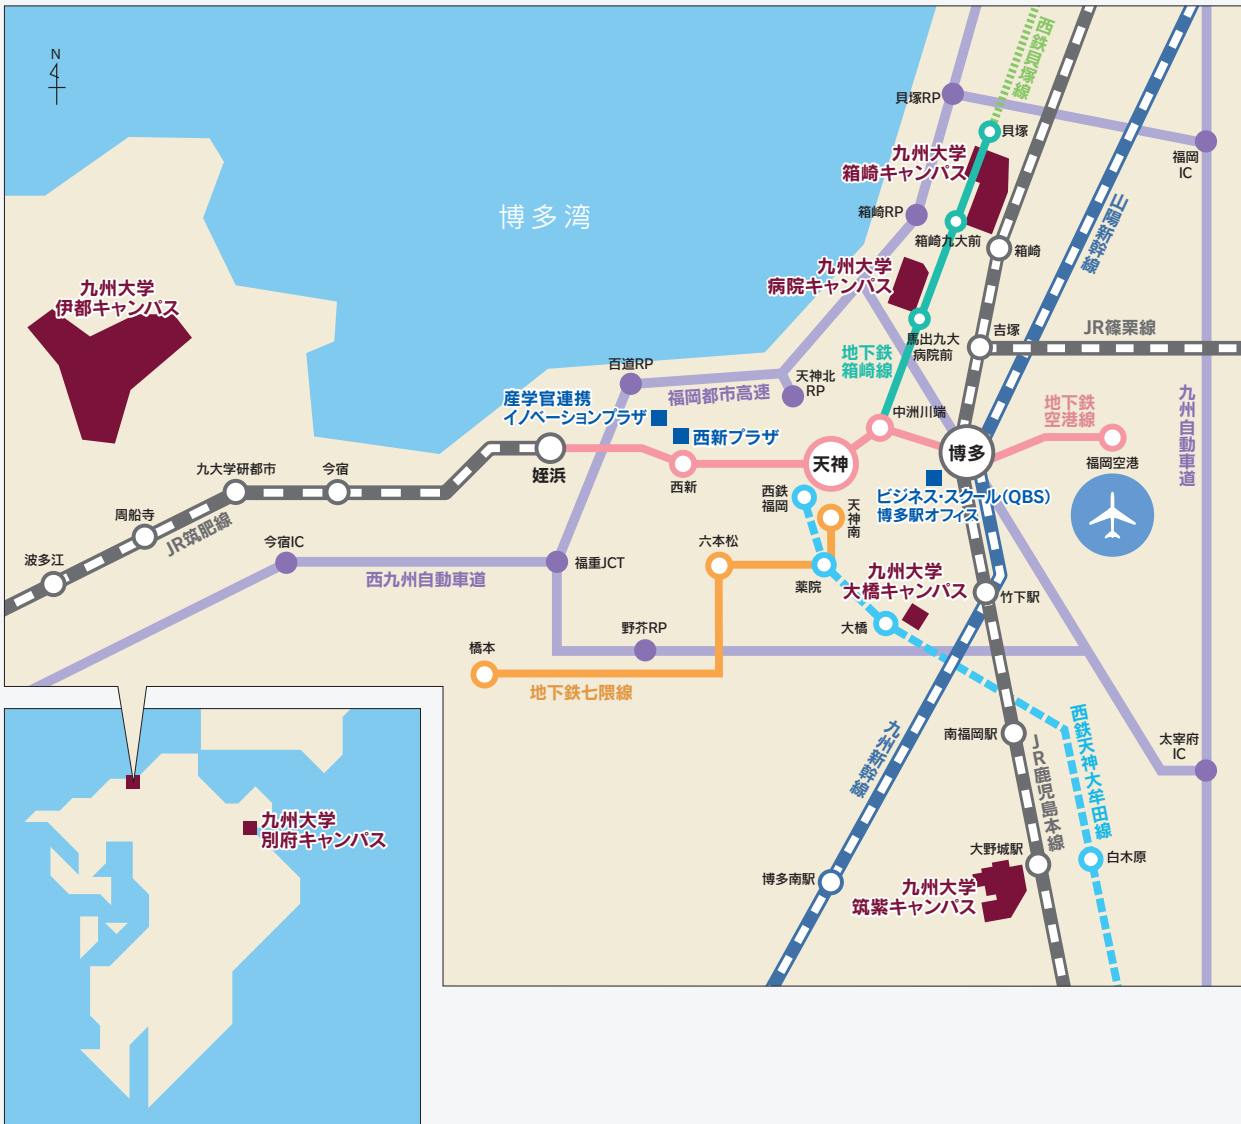 N
西鉄貝塚線
貝塚RP
貝塚
福岡
IC
九州大学
箱崎キャンパス
箱崎RP
箱崎九大前
箱崎
山陽新幹線
博多湾
九州大学
病院キャンパス
九州大学
伊都キャンパス
馬出九大
病院前
吉塚
JR篠栗線
地下鉄
箱崎線
百道RP
天神北
RP
福岡都市高速
産学官連携
イノベーションプラザ
西新プラザ
中洲川端
地下鉄
空港線
九州自動車道
天神
博多
福岡空港
姪浜
西新
九大学研都市
今宿
周船寺
JR筑肥線
波多江
西鉄
福岡
天神南
ビジネス・スクール(QBS)
博多駅オフィス
今宿IC
西九州自動車道
福重JCT
六本松
薬院
九州大学
大橋キャンパス
竹下駅
大橋
野芥RP
橋本
地下鉄七隈線
九州新幹線
南福岡駅
JR鹿児島本線
西鉄天神大牟田線
太宰府
IC
大野城駅
白木原
博多南駅
九州大学
筑紫キャンパス
九州大学
別府キャンパス